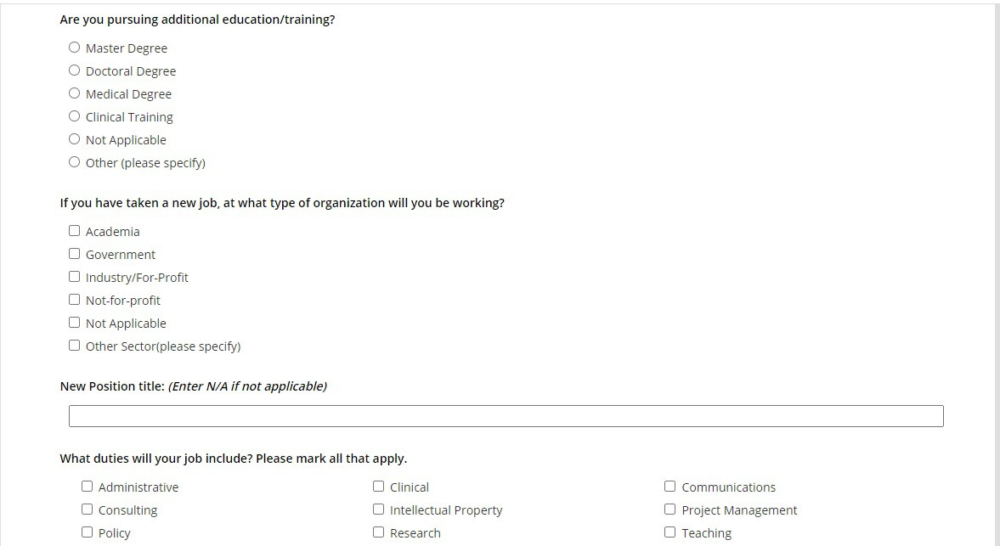 Are you pursuing additional education/training?
Master Degree
Doctoral Degree
Medical Degree
Clinical Training
Not Applicable
Other (please specify)
If you have taken a new job, at what type of organization will you be working?
Academia
Government
Industry/For-Profit
Not-for-profit
Not Applicable
Other Sector(please specify)
New Position title: (Enter N/A if not applicable)
What duties will your job include? Please mark all that apply.
Administrative Clinical Communications
Consulting Intellectual Property Project Management
Policy Research Teaching